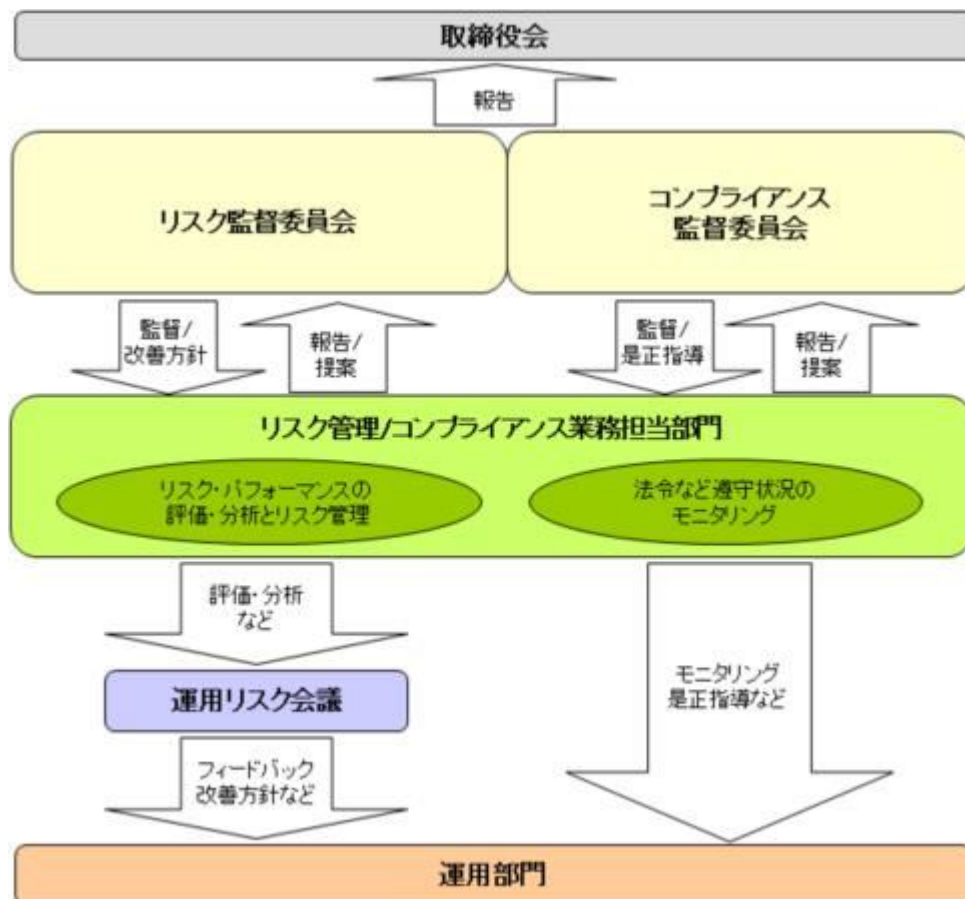 取締役会
報告
リスク監督委員会
コンプライアンス
監督委員会
監督/
改善方針
報告/
提案
監督/
是正指導
報告/
提案
リスク管理/コンプライアンス業務担当部門
リスク・パフォーマンスの
評価・分析とリスク管理
法令など遵守状況の
モニタリング
評価・分析
など
運用リスク会議
モニタリング
是正指導など
フィードバック
改善方針など
運用部門